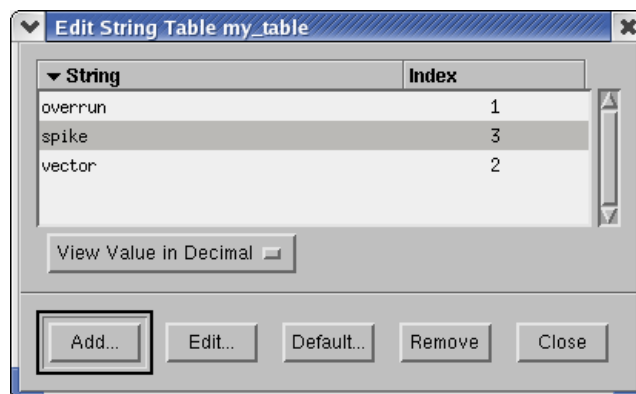 Edit String Table my_table
String Index
overrun 1
spike 3
vector 2
View Value in Decimal
Add... Edit... Default... Remove Close